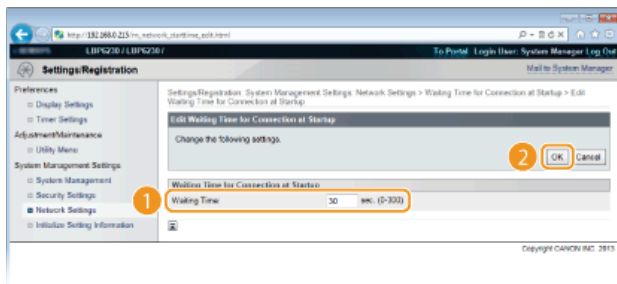 http://192.168.0.215/m_network_starttime_edit.html
LBP6230 / LBP6230 /
To Portal Login User: System Manager Log Out
Settings/Registration
Mail to System Manager
Preferences
Display Settings
Timer Settings
Adjustment/Maintenance
Utility Menu
System Management Settings
System Management
Security Settings
Network Settings
Initialize Setting Information
Settings/Registration: System Management Settings: Network Settings > Waiting Time for Connection at Startup > Edit
Waiting Time for Connection at Startup
Edit Waiting Time for Connection at Startup
Change the following settings.
2
OK Cancel
Waiting Time for Connection at Startup
1
Waiting Time: 30 sec. (0-300)
Copyright CANON INC. 2013